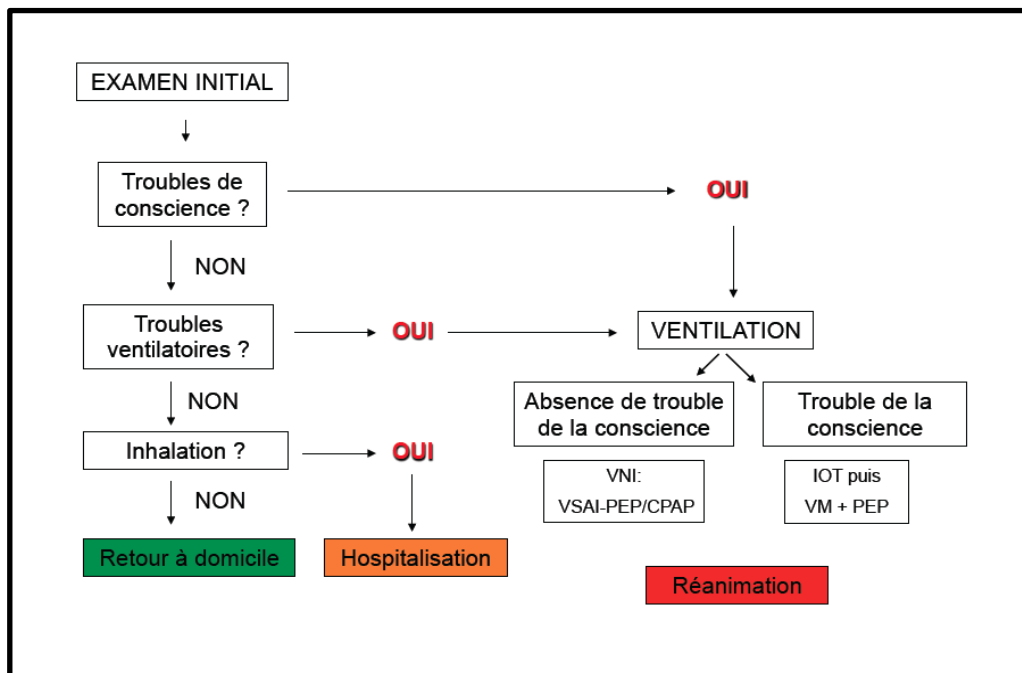 EXAMEN INITIAL
Troubles de
conscience ?
OUI
NON
Troubles
ventilatoires ?
OUI
VENTILATION
NON
Absence de trouble
de la conscience
Trouble de la
conscience
Inhalation ?
OUI
VNI:
VSAI-PEP/CPAP
IOT puis
VM + PEP
NON
Retour à domicile
Hospitalisation
Réanimation